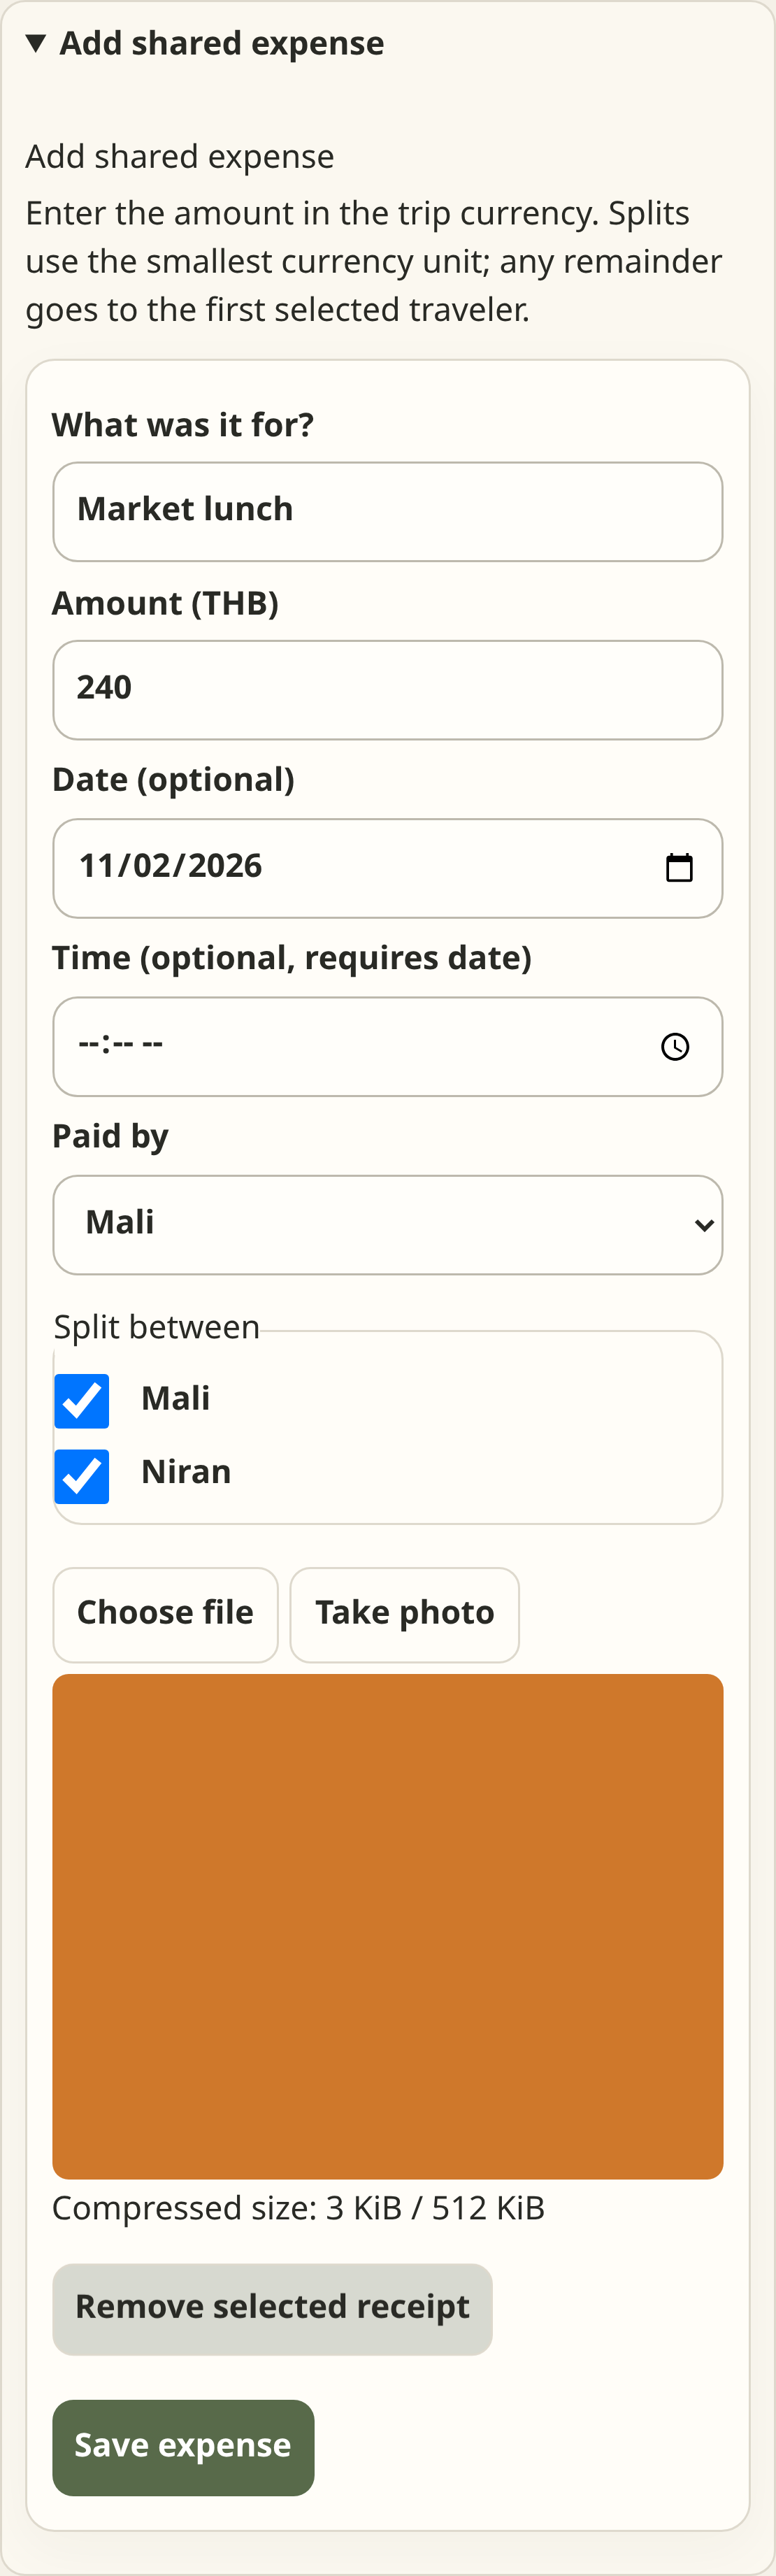 Add shared expense
Add shared expense
Enter the amount in the trip currency. Splits
use the smallest currency unit; any remainder
goes to the first selected traveler.
What was it for?
Market lunch
Amount (THB)
240
Date (optional)
11/02/2026
Time (optional, requires date)
--:-- --
Paid by
Mali
Split between
Mali
Niran
Choose file
Take photo
Compressed size: 3 KiB / 512 KiB
Remove selected receipt
Save expense